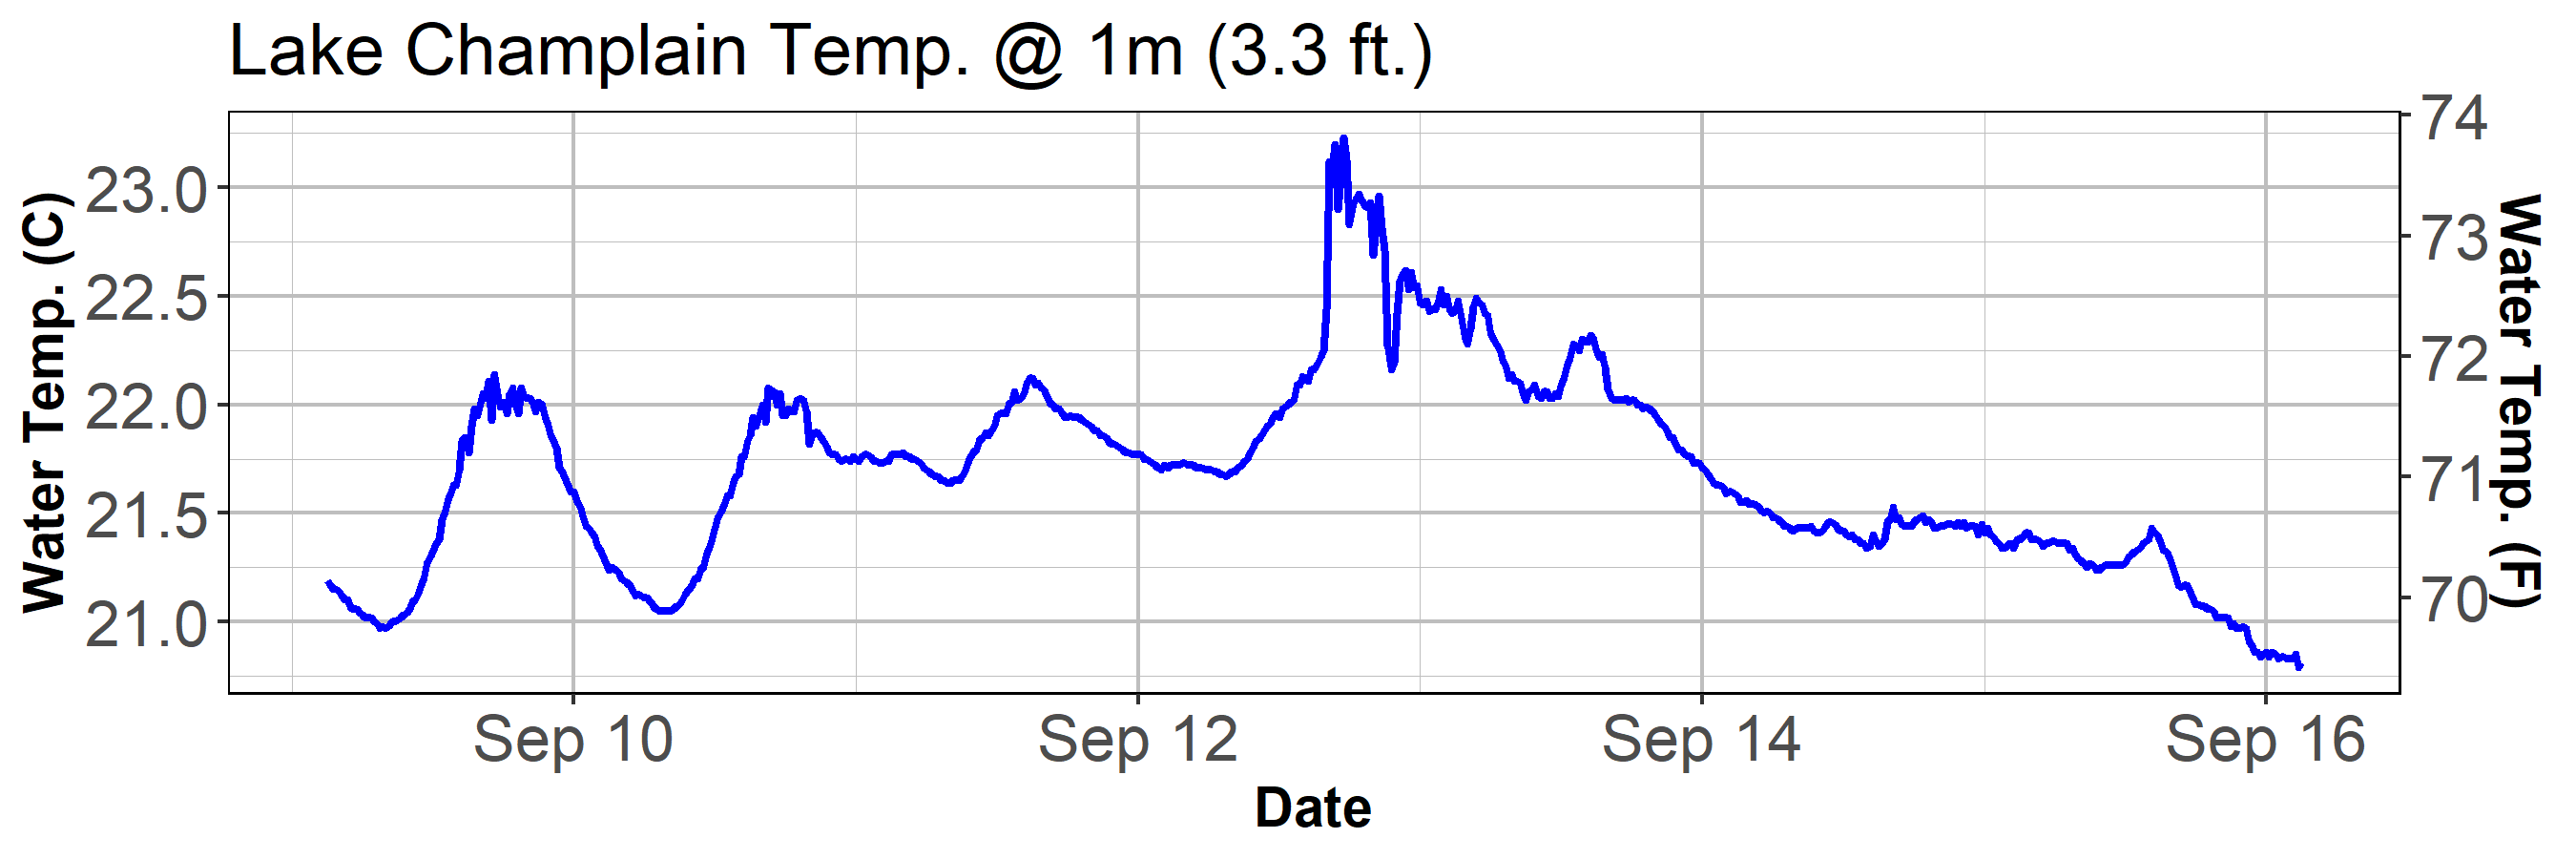 Lake Champlain Temp. @ 1m (3.3 ft.)
Water Temp. (C)
23.0
22.5
22.0
21.5
21.0
74
73
72
71
70
Water Temp. (F)
Sep 10 Sep 12 Sep 14 Sep 16
Date